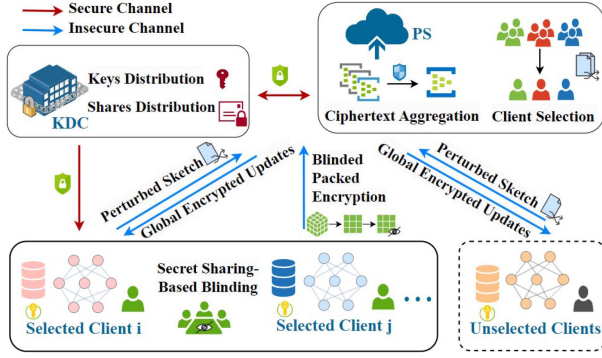 Secure Channel
Insecure Channel
Keys Distribution
Shares Distribution
KDC
PS
Ciphertext Aggregation
Client Selection
Perturbed Sketch
Global Encrypted Updates
Blinded
Packed
Encryption
Perturbed Sketch
Global Encrypted Updates
Secret Sharing-
Based Blinding
Selected Client i
Selected Client j
Unselected Clients